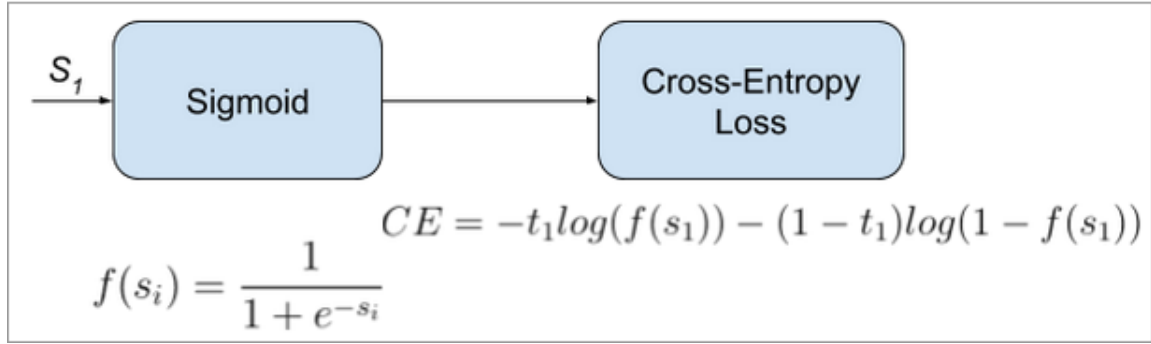 S₁
Sigmoid
Cross-Entropy
Loss
CE = −t₁log(f(s₁)) − (1 − t₁)log(1 − f(s₁))
f(sᵢ) = 1 / (1 + e^{−sᵢ})